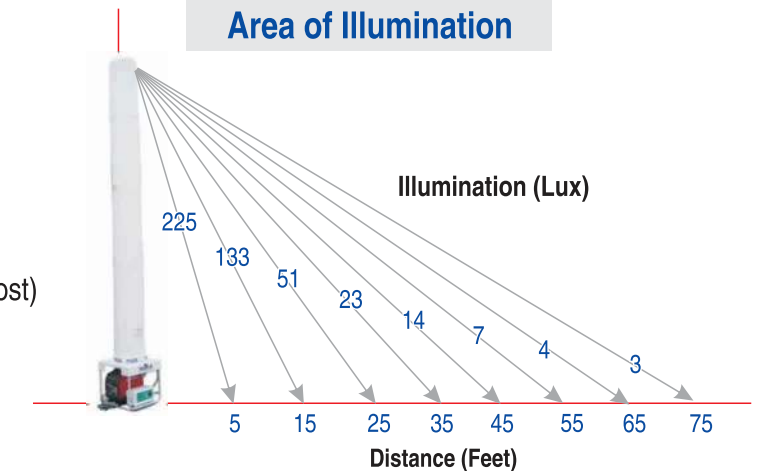 Area of Illumination
Illumination (Lux)
225
133
51
23
14
7
4
3
ost)
5 15 25 35 45 55 65 75
Distance (Feet)